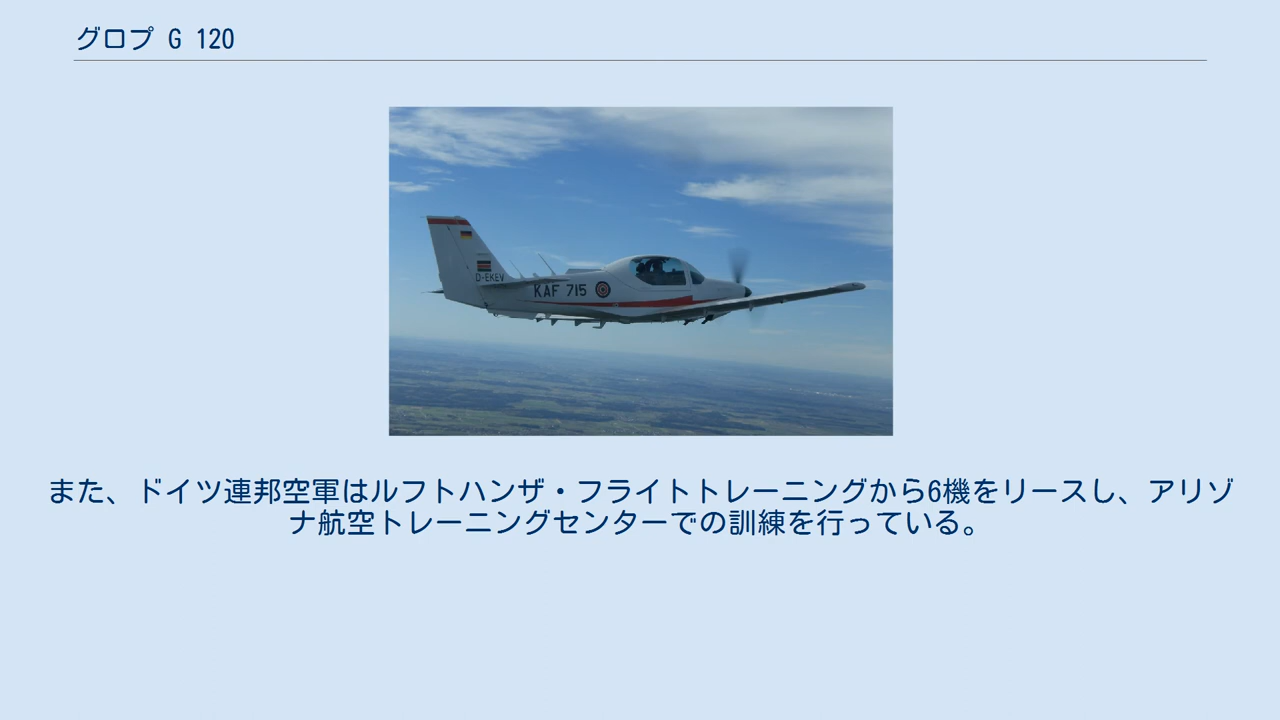 グロプ G 120
D-EKEV
KAF 715
また、ドイツ連邦空軍はルフトハンザ・フライトトレーニングから6機をリースし、アリゾ
ナ航空トレーニングセンターでの訓練を行っている。